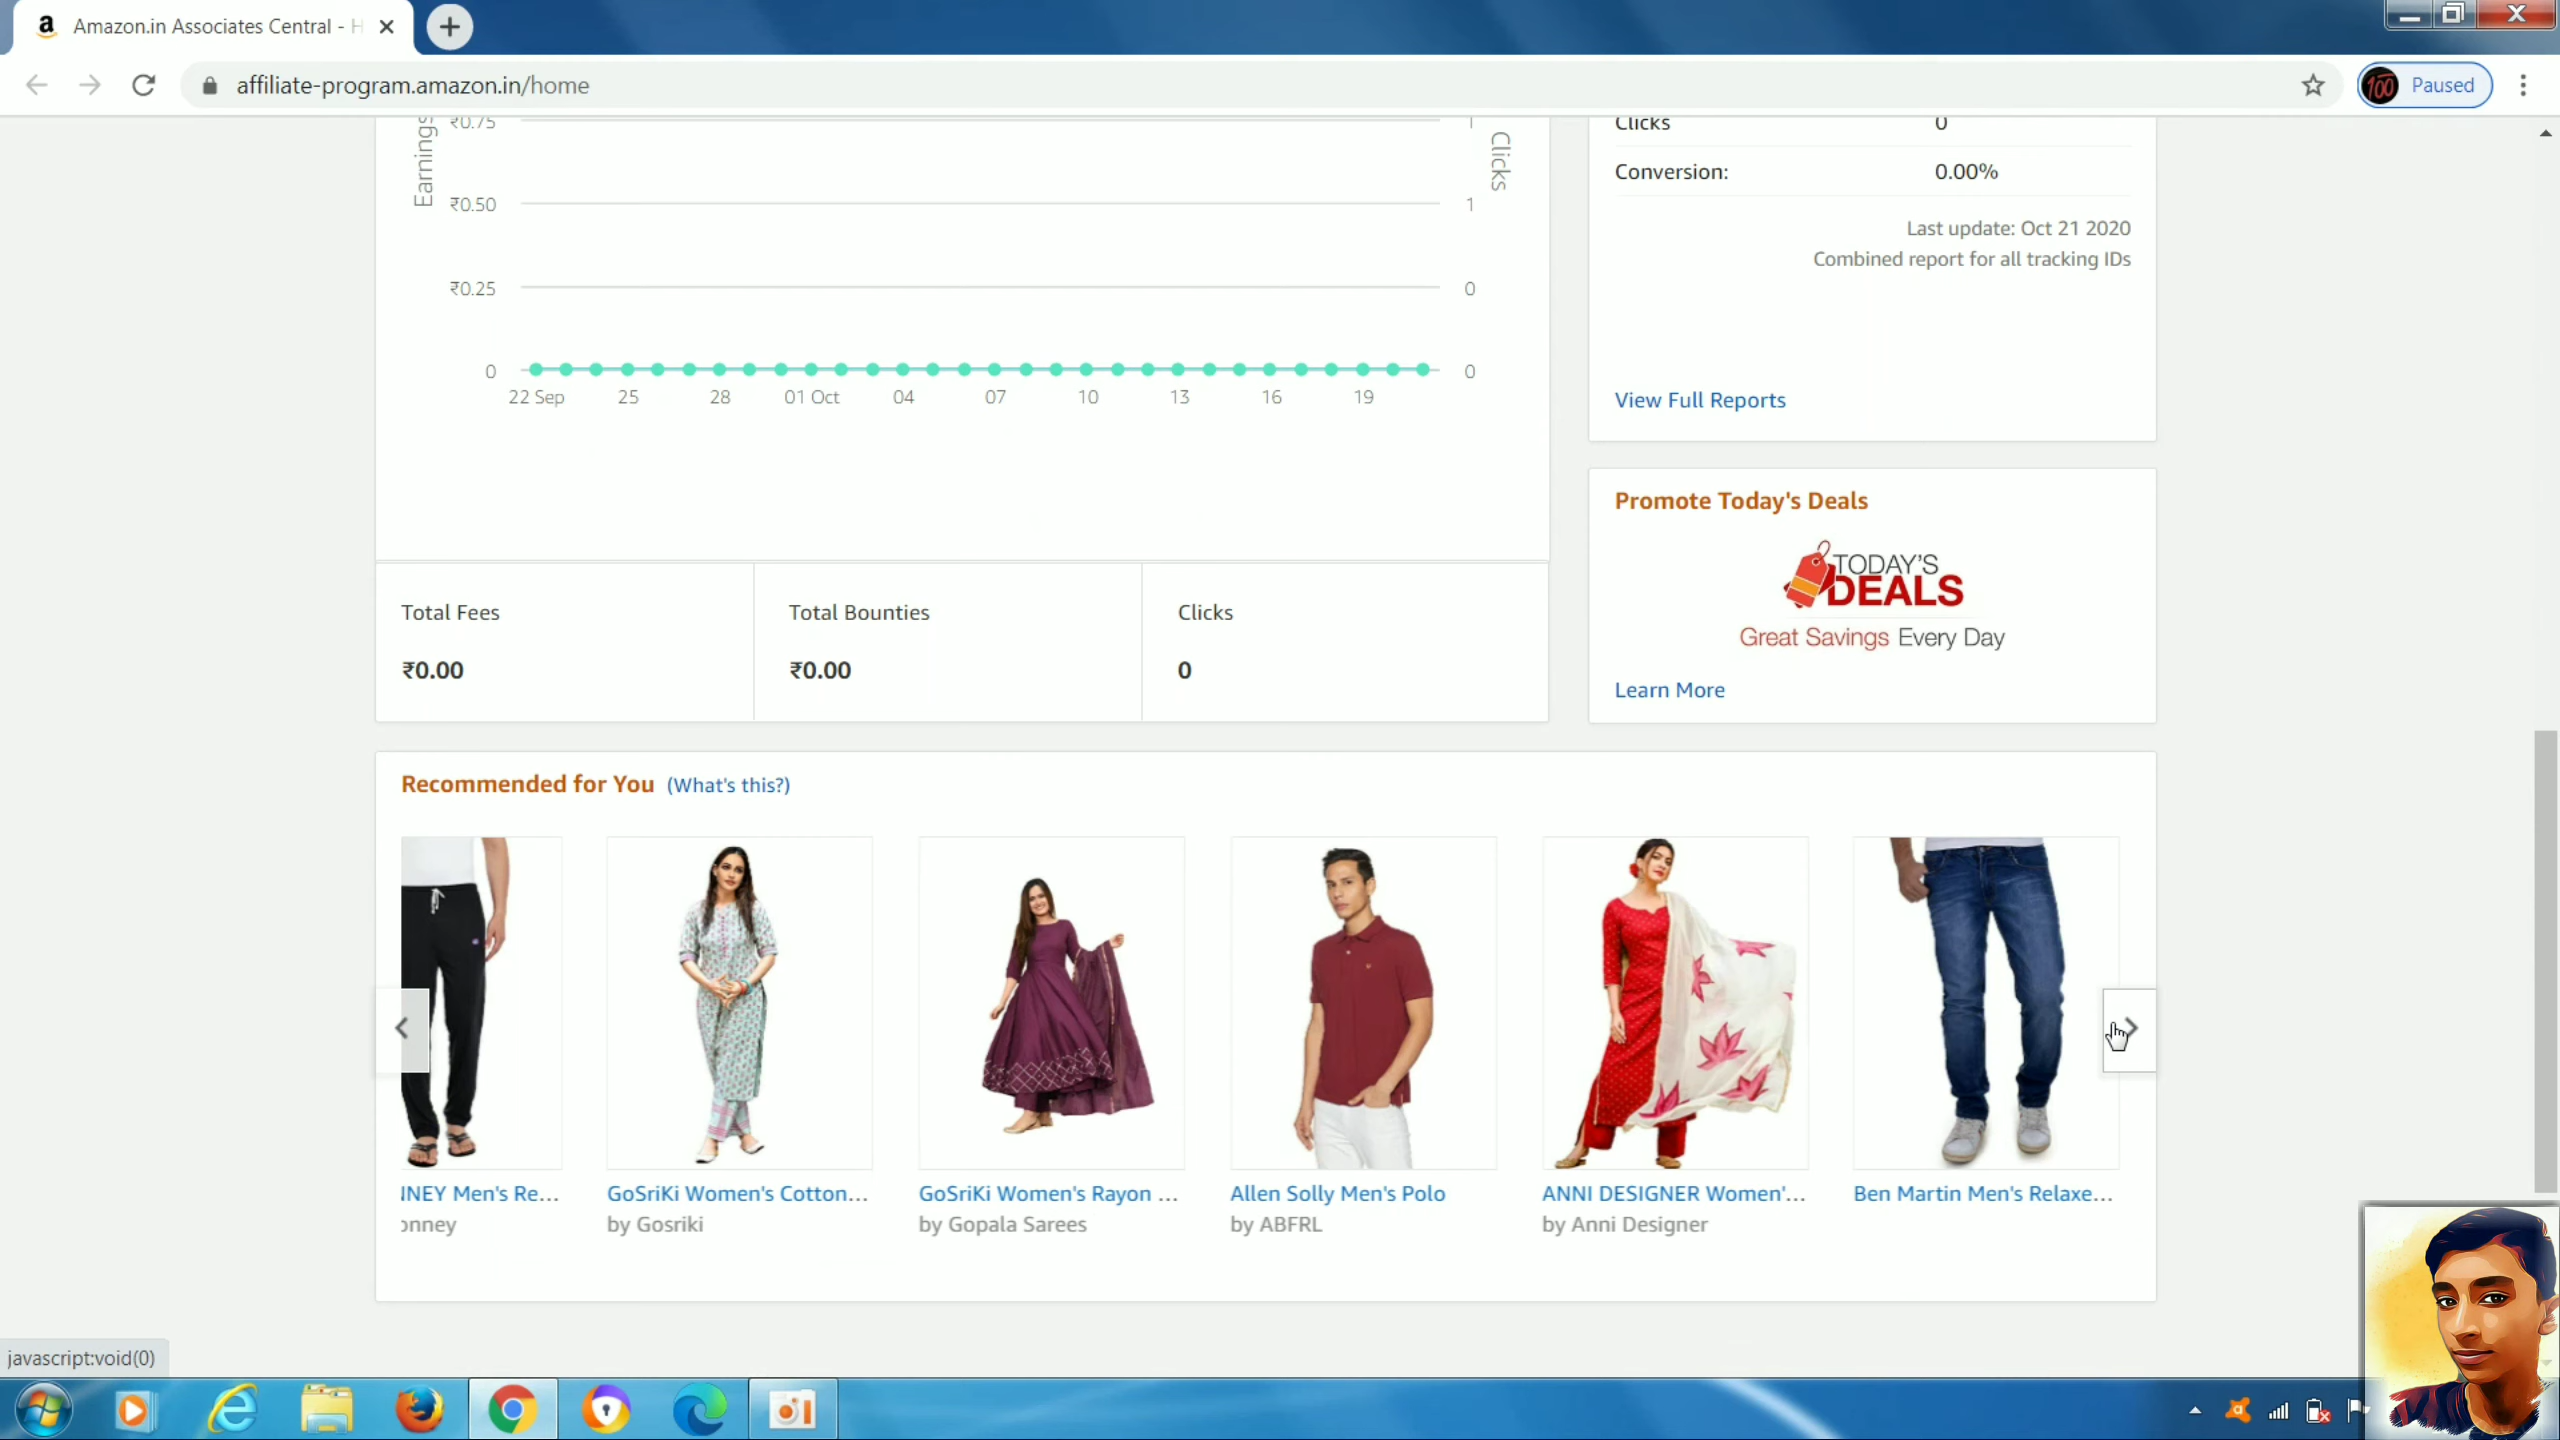 Amazon.in Associates Central - H
affiliate-program.amazon.in/home
Paused
Earnings
₹0.75
1
Clicks
₹0.50
1
₹0.25
0
0
0
22 Sep 25 28 01 Oct 04 07 10 13 16 19
Clicks 0
Conversion: 0.00%
Last update: Oct 21 2020
Combined report for all tracking IDs
View Full Reports
Promote Today's Deals
TODAY'S
DEALS
Great Savings Every Day
Learn More
Total Fees
₹0.00
Total Bounties
₹0.00
Clicks
0
Recommended for You (What's this?)
NNEY Men's Re...
onney
GoSriKi Women's Cotton...
by Gosriki
GoSriKi Women's Rayon ...
by Gopala Sarees
Allen Solly Men's Polo
by ABFRL
ANNI DESIGNER Women'...
by Anni Designer
Ben Martin Men's Relaxe...
javascript:void(0)